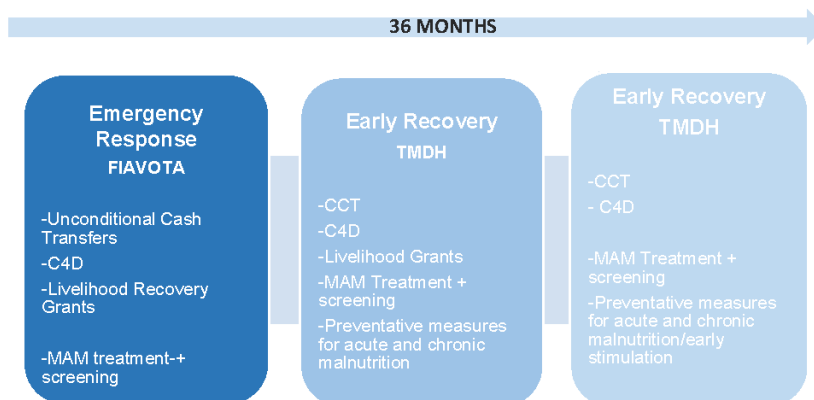 36 MONTHS
Emergency
Response
FIAVOTA
-Unconditional Cash
Transfers
-C4D
-Livelihood Recovery
Grants
-MAM treatment-+
screening
Early Recovery
TMDH
-CCT
-C4D
-Livelihood Grants
-MAM Treatment +
screening
-Preventative measures
for acute and chronic
malnutrition
Early Recovery
TMDH
-CCT
- C4D
-MAM Treatment +
screening
-Preventative measures
for acute and chronic
malnutrition/early
stimulation